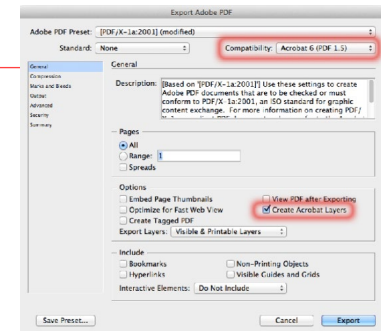 Export Adobe PDF
Adobe PDF Preset: [PDF/X-1a:2001] (modified)
Standard: None
Compatibility: Acrobat 6 (PDF 1.5)
General
Compression
Marks and Bleeds
Output
Advanced
Security
Summary
General
Description: [Based on '[PDF/X-1a:2001]'] Use these settings to create
Adobe PDF documents that are to be checked or must
conform to PDF/X-1a:2001, an ISO standard for graphic
content exchange. For more information on creating PDF/
Pages
All
Range: 1
Spreads
Options
Embed Page Thumbnails
View PDF after Exporting
Optimize for Fast Web View
Create Acrobat Layers
Create Tagged PDF
Export Layers: Visible & Printable Layers
Include
Bookmarks
Non-Printing Objects
Hyperlinks
Visible Guides and Grids
Interactive Elements: Do Not Include
Save Preset...
Cancel
Export